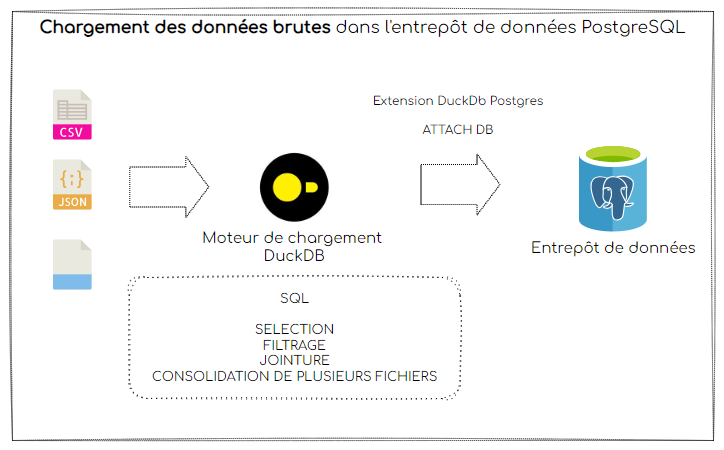 Chargement des données brutes dans l'entrepôt de données PostgreSQL
Extension DuckDb Postgres
ATTACH DB
CSV
{;}
JSON
Moteur de chargement
DuckDB
Entrepôt de données
SQL
SELECTION
FILTRAGE
JOINTURE
CONSOLIDATION DE PLUSIEURS FICHIERS